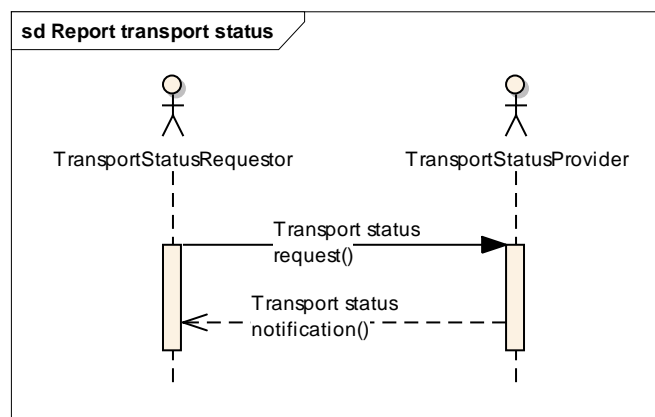 sd Report transport status
TransportStatusRequestor
TransportStatusProvider
Transport status
request()
Transport status
notification()